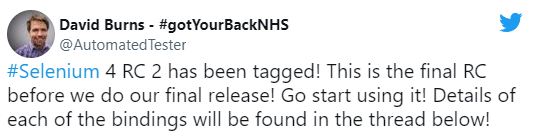 David Burns - #gotYourBackNHS
@AutomatedTester
#Selenium 4 RC 2 has been tagged! This is the final RC
before we do our final release! Go start using it! Details of
each of the bindings will be found in the thread below!